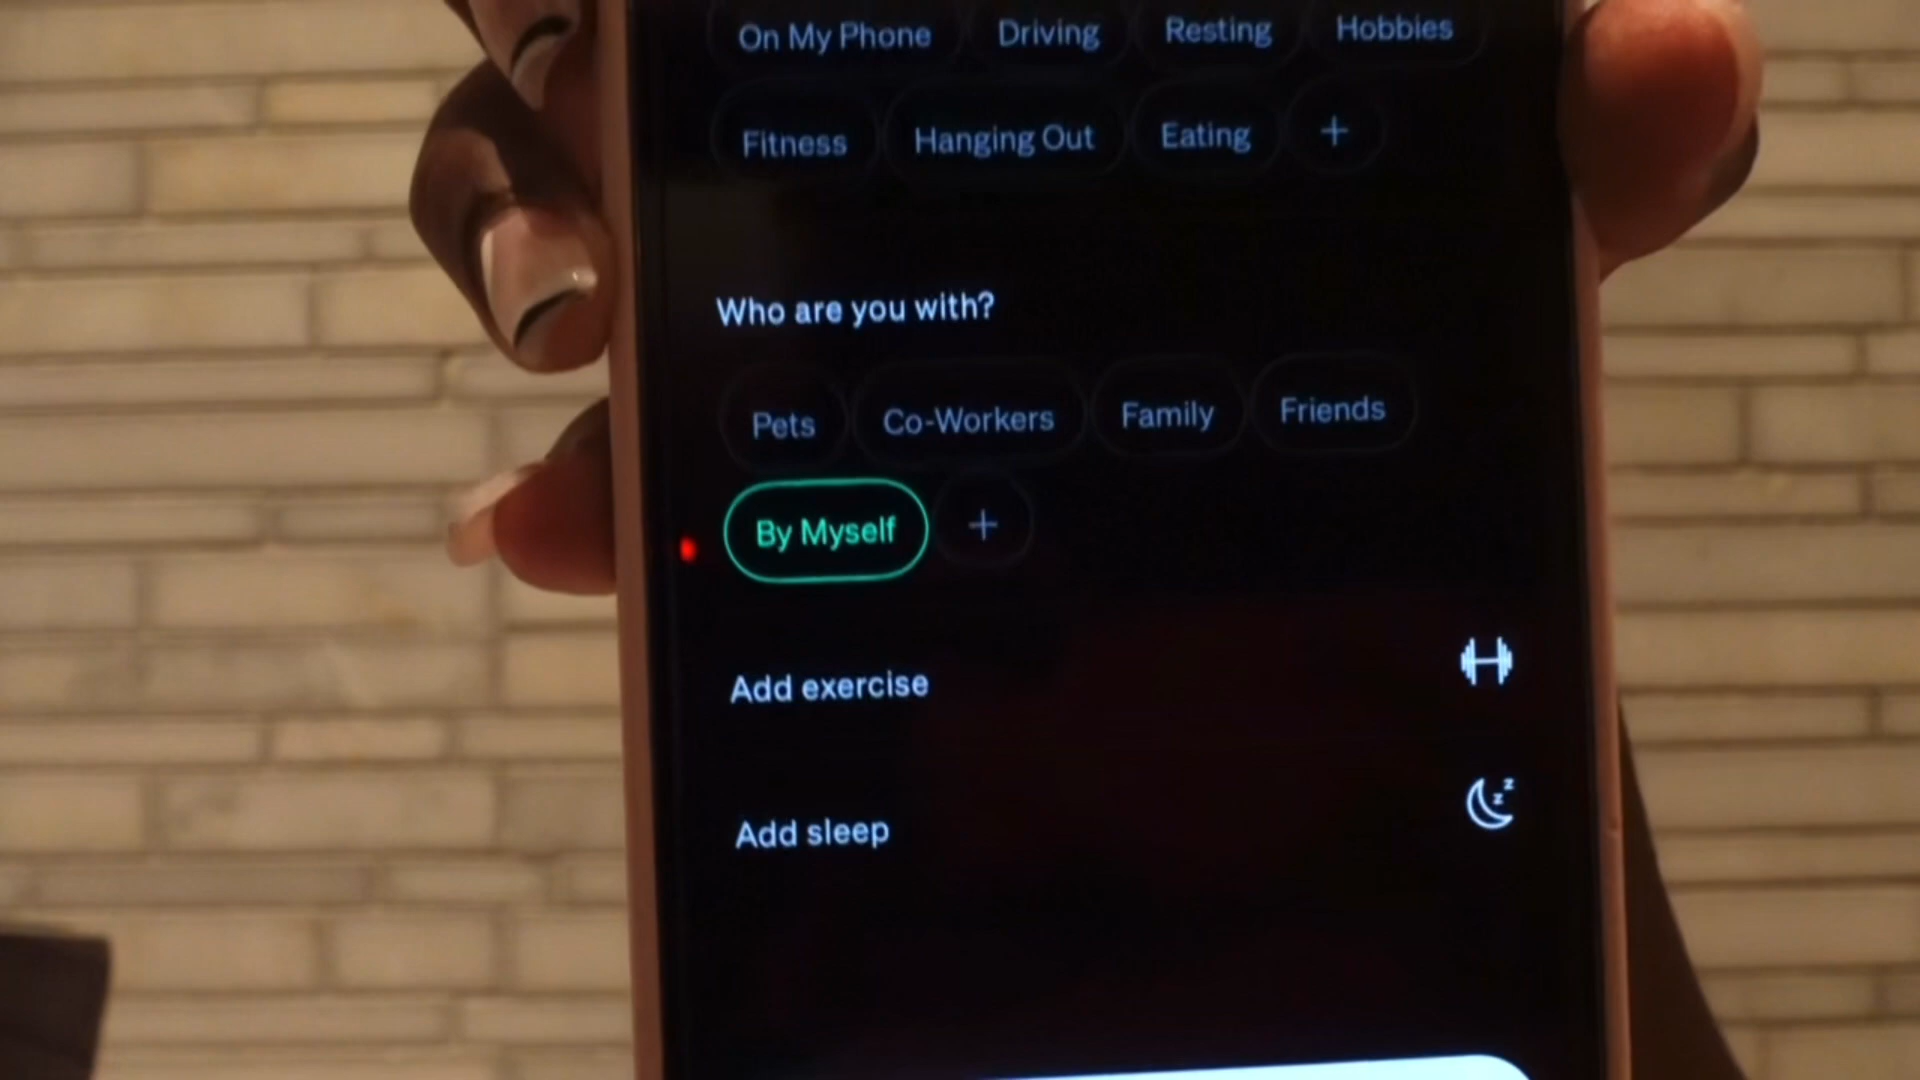 On My Phone Driving Resting Hobbies
Fitness Hanging Out Eating +
Who are you with?
Pets Co-Workers Family Friends
By Myself +
Add exercise
Add sleep